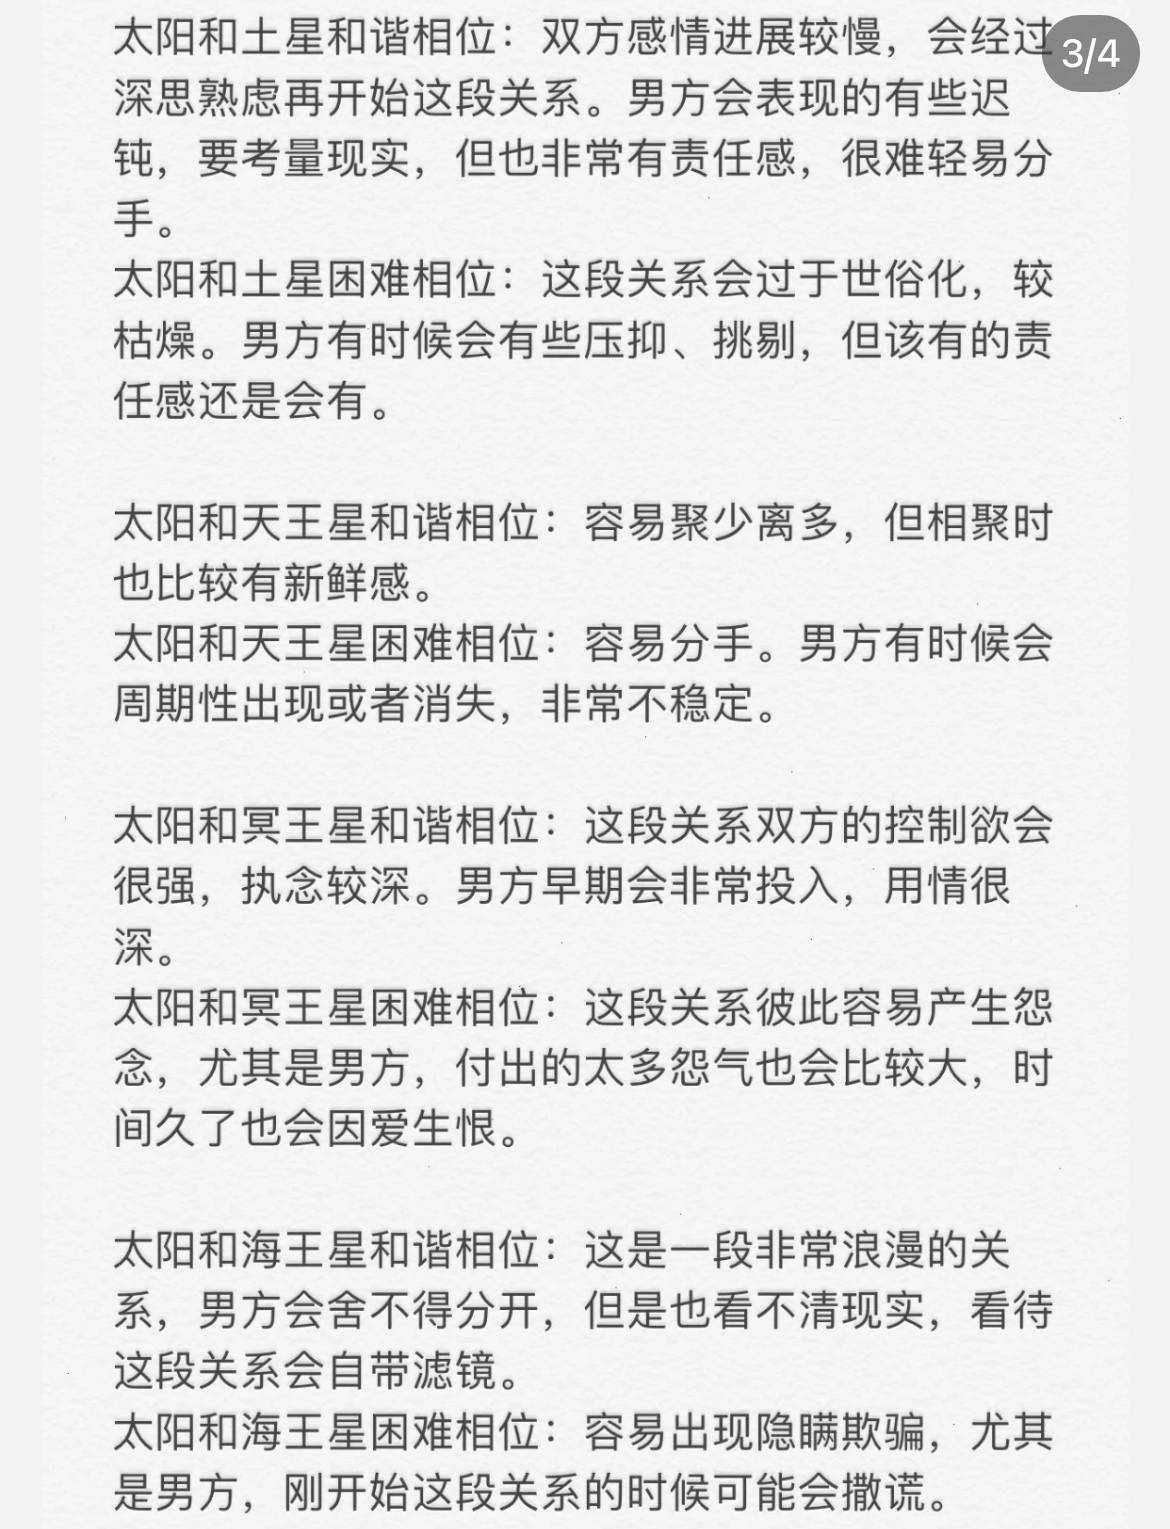 太阳和土星和谐相位：双方感情进展较慢，会经过
3/4
深思熟虑再开始这段关系。男方会表现的有些迟
钝，要考量现实，但也非常有责任感，很难轻易分
手。
太阳和土星困难相位：这段关系会过于世俗化，较
枯燥。男方有时候会有些压抑、挑剔，但该有的责
任感还是会有。
太阳和天王星和谐相位：容易聚少离多，但相聚时
也比较有新鲜感。
太阳和天王星困难相位：容易分手。男方有时候会
周期性出现或者消失，非常不稳定。
太阳和冥王星和谐相位：这段关系双方的控制欲会
很强，执念较深。男方早期会非常投入，用情很
深。
太阳和冥王星困难相位：这段关系彼此容易产生怨
念，尤其是男方，付出的太多怨气也会比较大，时
间久了也会因爱生恨。
太阳和海王星和谐相位：这是一段非常浪漫的关
系，男方会舍不得分开，但是也看不清现实，看待
这段关系会自带滤镜。
太阳和海王星困难相位：容易出现隐瞒欺骗，尤其
是男方，刚开始这段关系的时候可能会撒谎。